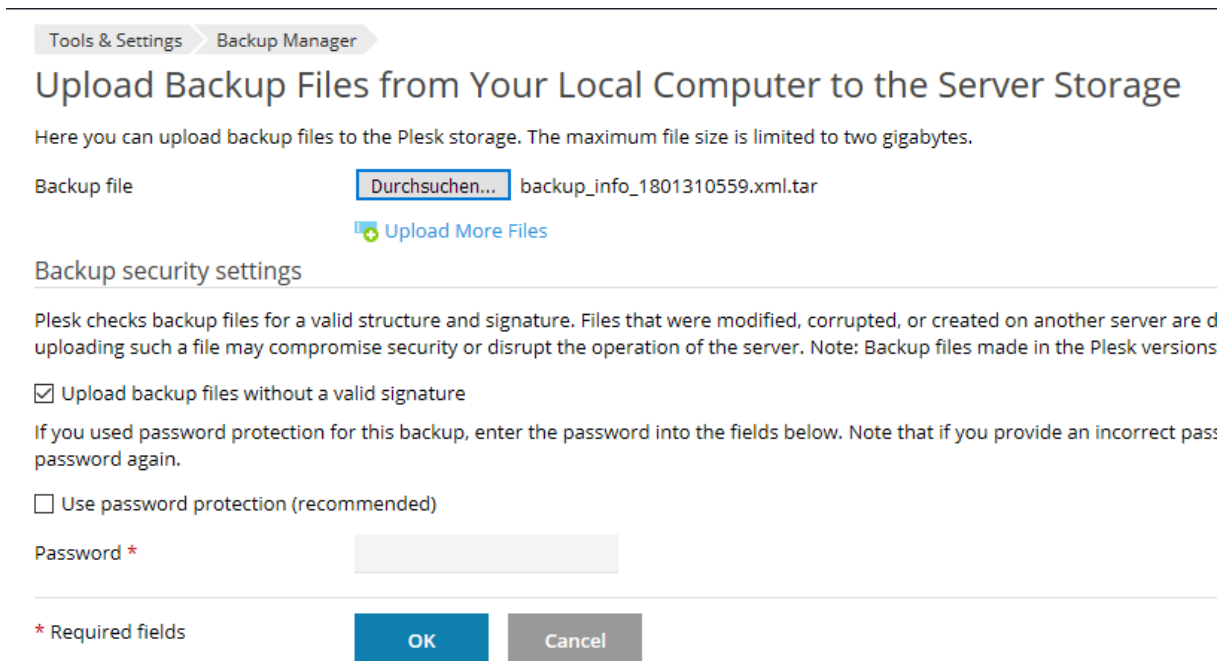 Tools & Settings Backup Manager
Upload Backup Files from Your Local Computer to the Server Storage
Here you can upload backup files to the Plesk storage. The maximum file size is limited to two gigabytes.
Backup file Durchsuchen... backup_info_1801310559.xml.tar
Upload More Files
Backup security settings
Plesk checks backup files for a valid structure and signature. Files that were modified, corrupted, or created on another server are
uploading such a file may compromise security or disrupt the operation of the server. Note: Backup files made in the Plesk versions
Upload backup files without a valid signature
If you used password protection for this backup, enter the password into the fields below. Note that if you provide an incorrect
password again.
Use password protection (recommended)
Password *
* Required fields OK Cancel